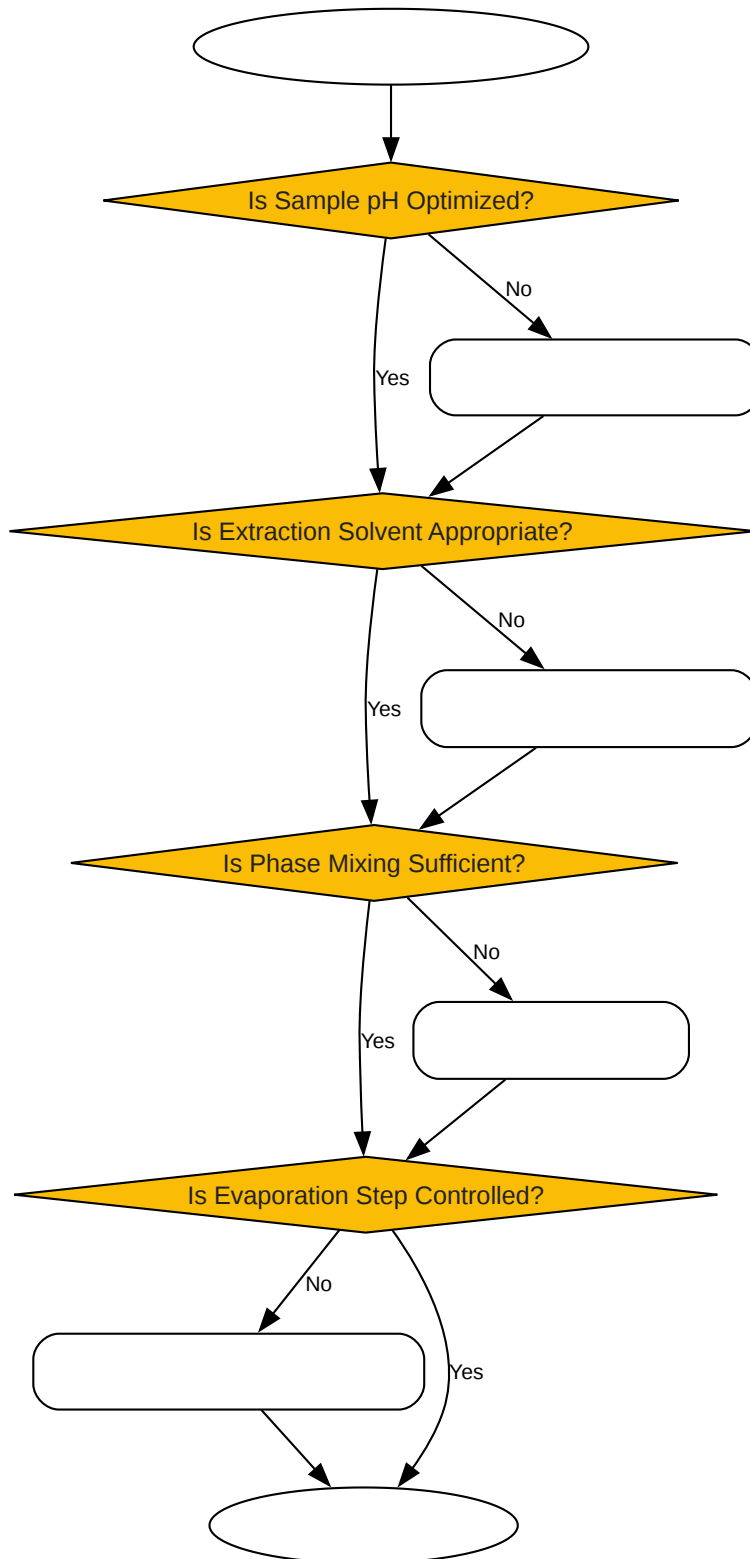 Is Sample pH Optimized?
No
Yes
Is Extraction Solvent Appropriate?
No
Yes
Is Phase Mixing Sufficient?
No
Yes
Is Evaporation Step Controlled?
No
Yes